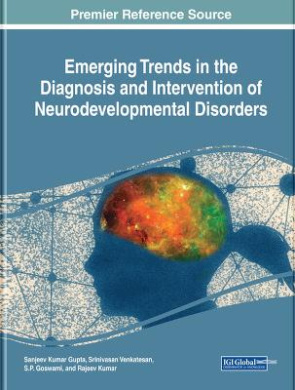 Premier Reference Source
Emerging Trends in the
Diagnosis and Intervention of
Neurodevelopmental Disorders
Sanjeev Kumar Gupta, Srinivasan Venkatesan,
S.P. Goswami, and Rajeev Kumar
IGI Global